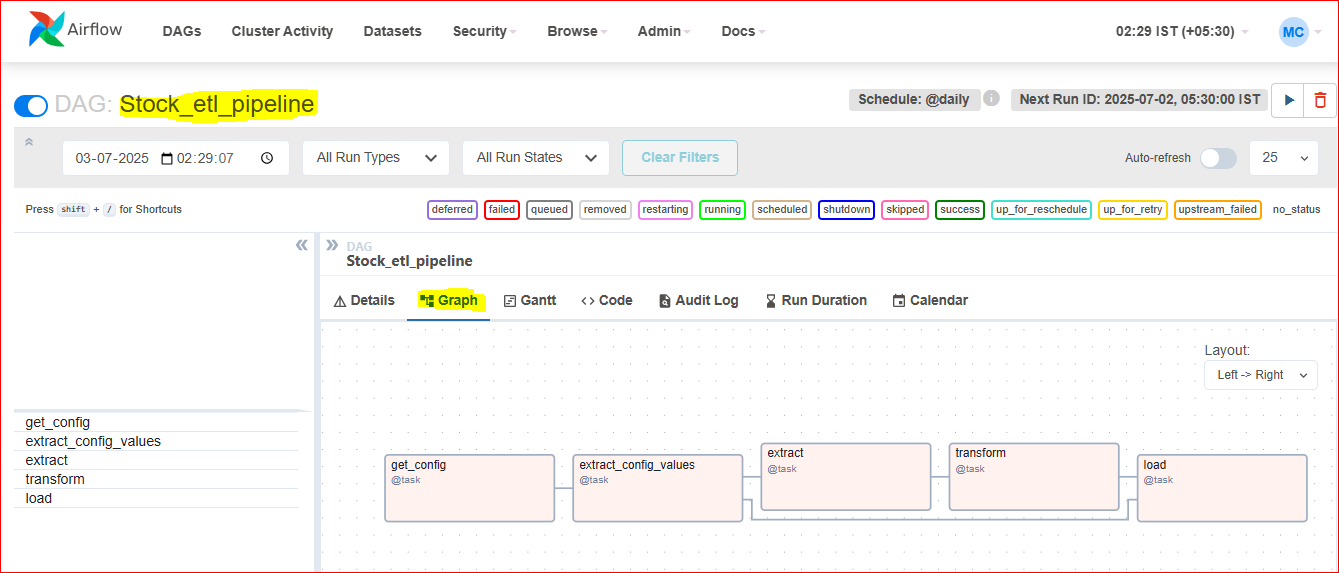 Airflow DAGs Cluster Activity Datasets Security Browse Admin Docs 02:29 IST (+05:30) MC
DAG: Stock_etl_pipeline Schedule: @daily Next Run ID: 2025-07-02, 05:30:00 IST
03-07-2025 02:29:07 All Run Types All Run States Clear Filters Auto-refresh 25
Press shift + / for Shortcuts deferred failed queued removed restarting running scheduled shutdown skipped success up_for_reschedule up_for_retry upstream_failed no_status
DAG
Stock_etl_pipeline
Details Graph Gantt Code Audit Log Run Duration Calendar
Layout:
Left -> Right
get_config
extract_config_values
extract
transform
load
get_config
@task
extract_config_values
@task
extract
@task
transform
@task
load
@task